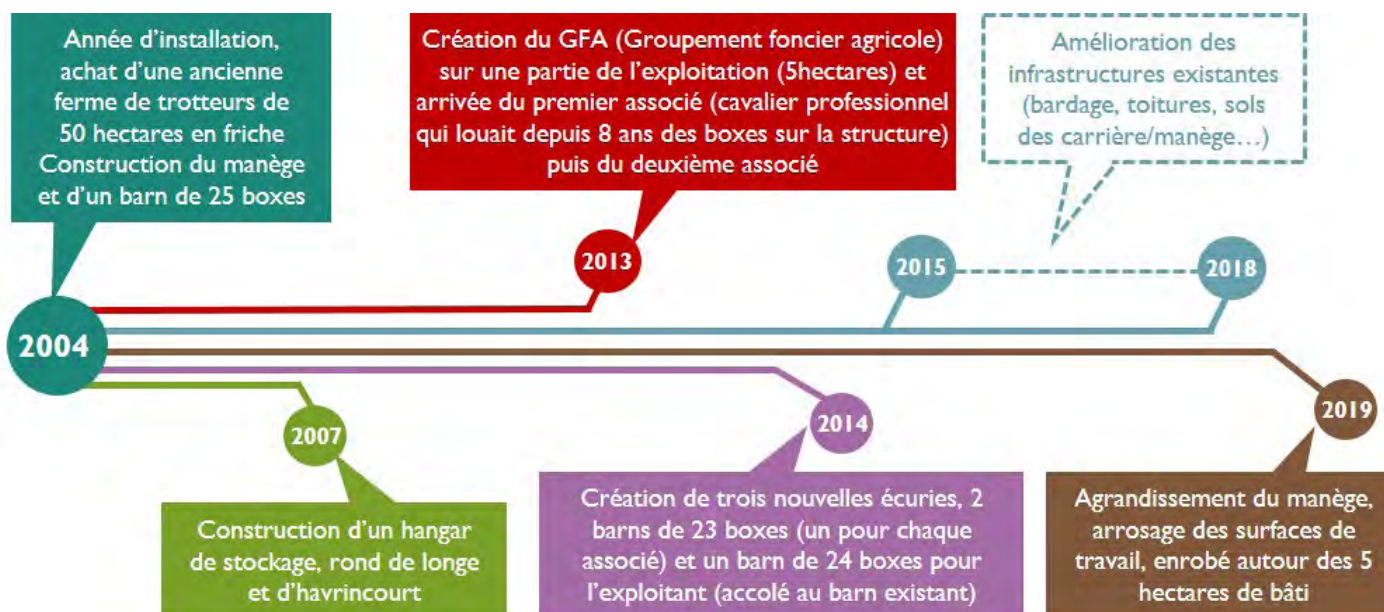 Année d'installation,
achat d'une ancienne
ferme de trotteurs de
50 hectares en friche
Construction du manège
et d'un barn de 25 boxes
Création du GFA (Groupement foncier agricole)
sur une partie de l'exploitation (5hectares) et
arrivée du premier associé (cavalier professionnel
qui louait depuis 8 ans des boxes sur la structure)
puis du deuxième associé
Amélioration des
infrastructures existantes
(bardage, toitures, sols
des carrière/manège…)
2013
2015
2018
2004
2007
2014
2019
Construction d'un hangar
de stockage, rond de longe
et d'havrincourt
Création de trois nouvelles écuries, 2
barns de 23 boxes (un pour chaque
associé) et un barn de 24 boxes pour
l'exploitant (accolé au barn existant)
Agrandissement du manège,
arrosage des surfaces de
travail, enrobé autour des 5
hectares de bâti